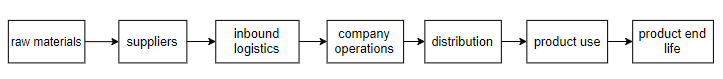 raw materials
suppliers
inbound
logistics
company
operations
distribution
product use
product end
life